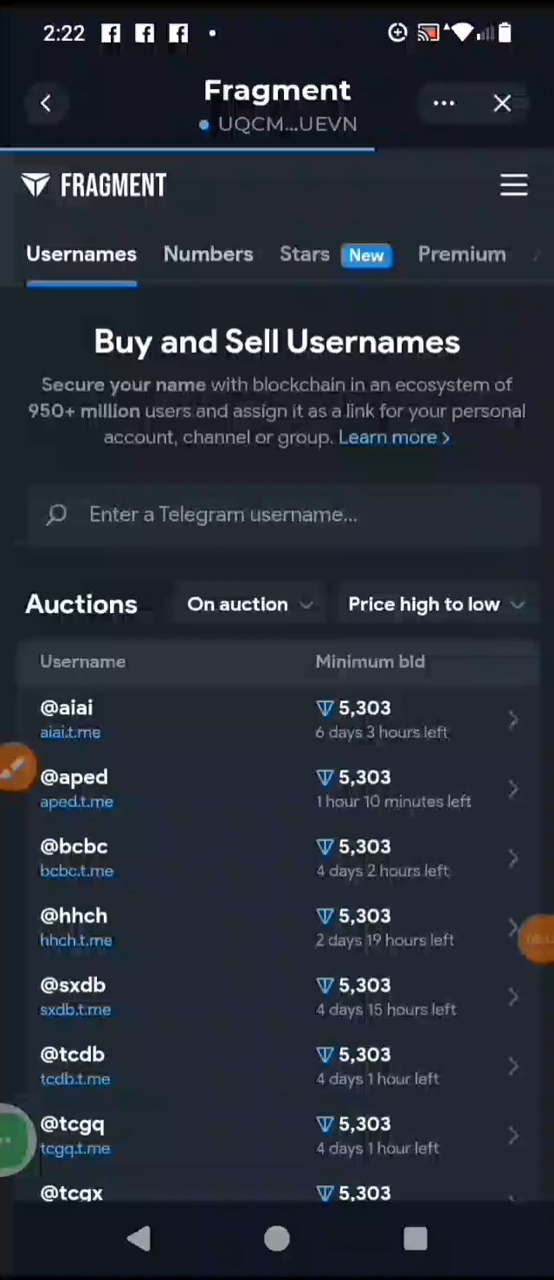 2:22
Fragment
UQCM...UEVN
FRAGMENT
Usernames Numbers Stars New Premium
Buy and Sell Usernames
Secure your name with blockchain in an ecosystem of
950+ million users and assign it as a link for your personal
account, channel or group. Learn more >
Enter a Telegram username...
Auctions On auction Price high to low
Username Minimum bid
@aiai 5,303
aiai.t.me 6 days 3 hours left
@aped 5,303
aped.t.me 1 hour 10 minutes left
@bcbc 5,303
bcbc.t.me 4 days 2 hours left
@hhch 5,303
hhch.t.me 2 days 19 hours left
@sxdb 5,303
sxdb.t.me 4 days 15 hours left
@tcdb 5,303
tcdb.t.me 4 days 1 hour left
@tcgq 5,303
tcgq.t.me 4 days 1 hour left
@tcgx 5,303